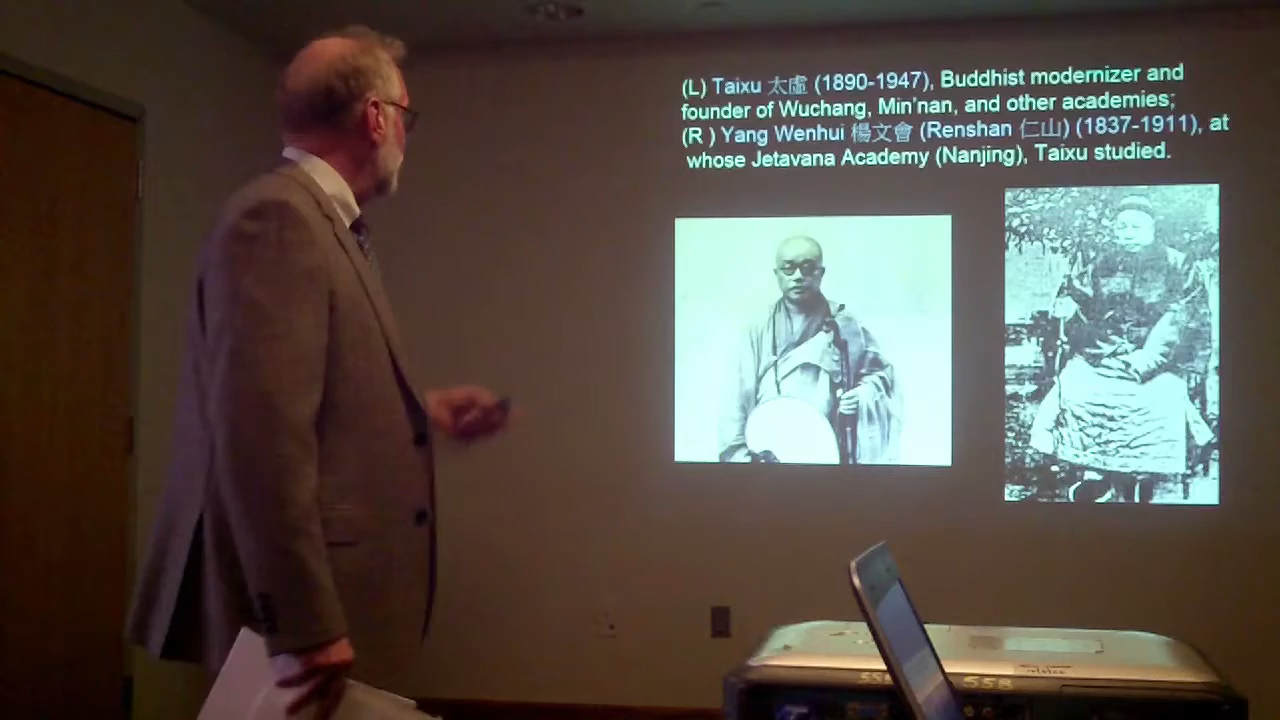 (L) Taixu 太虛 (1890-1947), Buddhist modernizer and
founder of Wuchang, Min'nan, and other academies;
(R ) Yang Wenhui 楊文會 (Renshan 仁山) (1837-1911), at
whose Jetavana Academy (Nanjing), Taixu studied.
558